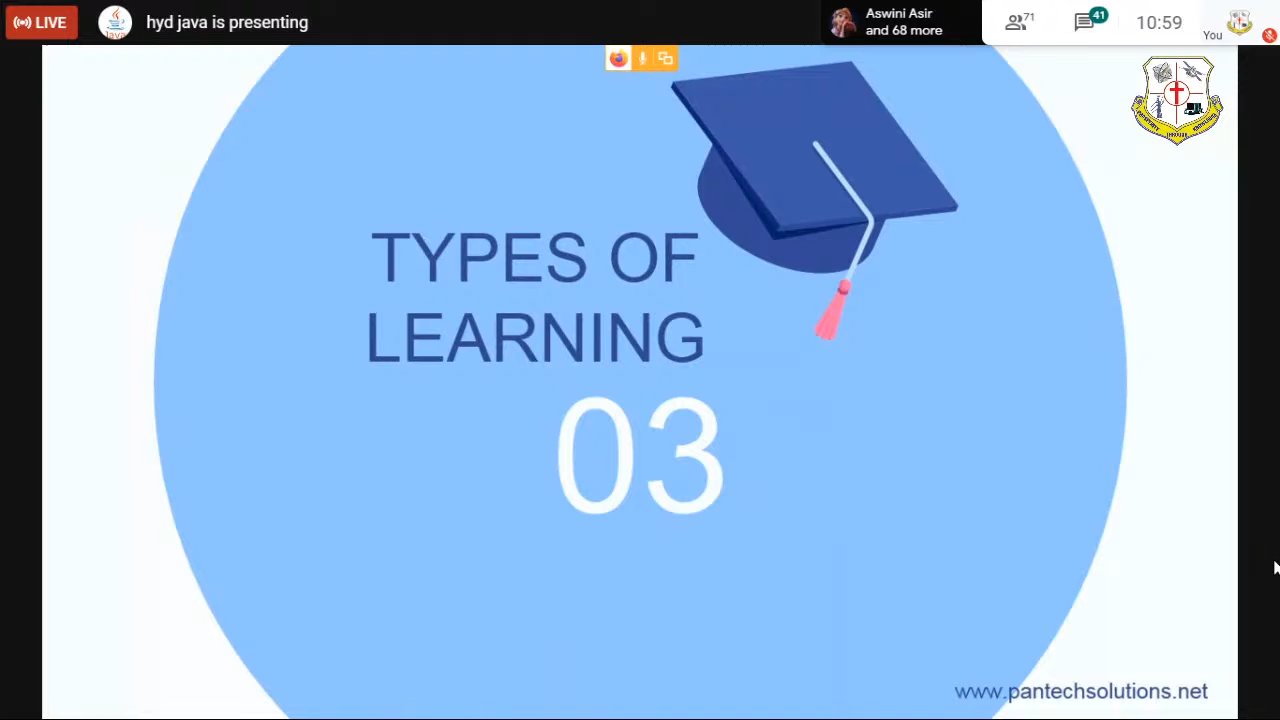 LIVE
hyd java is presenting
Aswini Asir
and 68 more
71
41
10:59
You
Java
TYPES OF
LEARNING
03
www.pantechsolutions.net